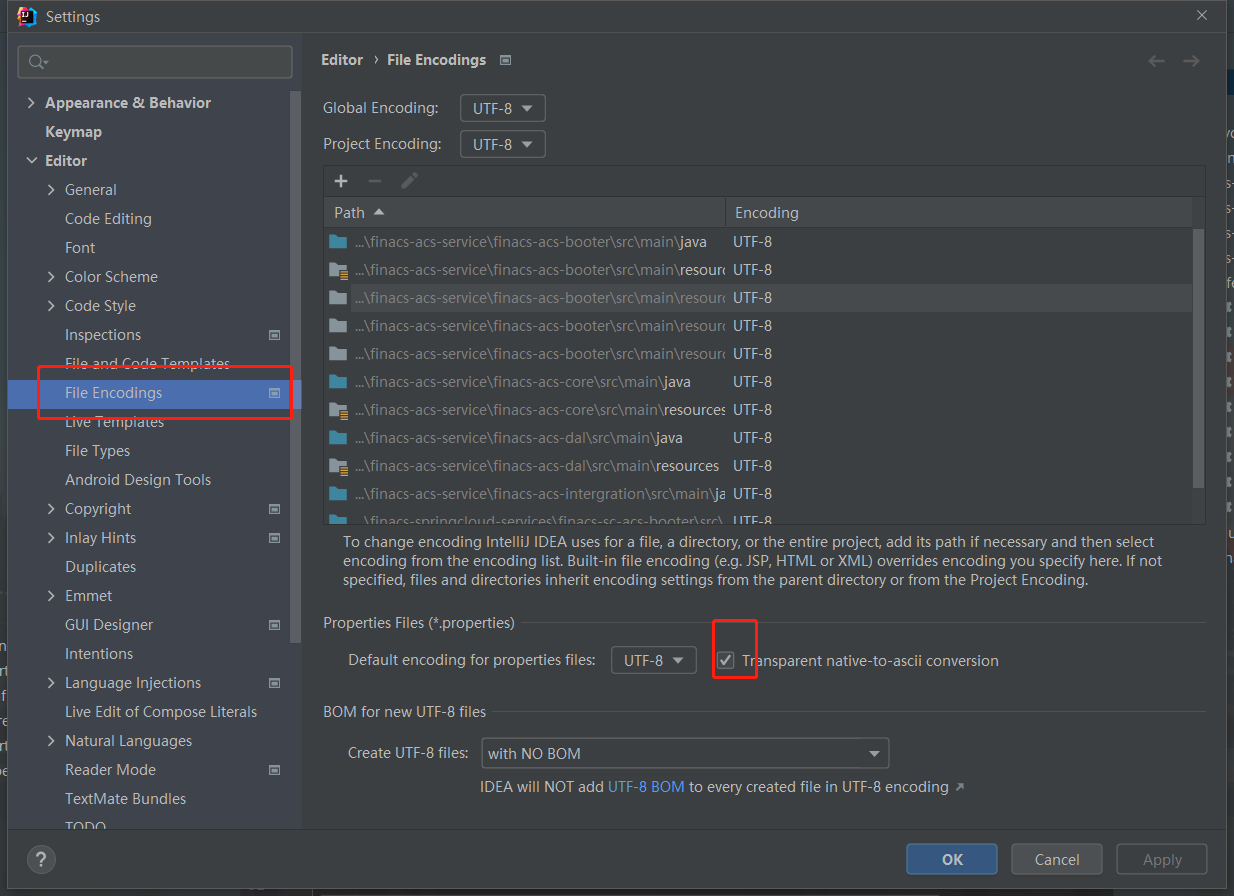 Settings
Appearance & Behavior
Keymap
Editor
General
Code Editing
Font
Color Scheme
Code Style
Inspections
File and Code Templates
File Encodings
Live Templates
File Types
Android Design Tools
Copyright
Inlay Hints
Duplicates
Emmet
GUI Designer
Intentions
Language Injections
Live Edit of Compose Literals
Natural Languages
Reader Mode
TextMate Bundles
TODO
Editor › File Encodings
Global Encoding: UTF-8
Project Encoding: UTF-8
Path Encoding
...\finacs-acs-service\finacs-acs-booter\src\main\java UTF-8
...\finacs-acs-service\finacs-acs-booter\src\main\resourc UTF-8
...\finacs-acs-service\finacs-acs-booter\src\main\resourc UTF-8
...\finacs-acs-service\finacs-acs-booter\src\main\resourc UTF-8
...\finacs-acs-service\finacs-acs-booter\src\main\resourc UTF-8
...\finacs-acs-service\finacs-acs-core\src\main\java UTF-8
...\finacs-acs-service\finacs-acs-core\src\main\resources UTF-8
...\finacs-acs-service\finacs-acs-dal\src\main\java UTF-8
...\finacs-acs-service\finacs-acs-dal\src\main\resources UTF-8
...\finacs-acs-service\finacs-acs-intergration\src\main\ja UTF-8
...\finacs-springcloud-services\finacs-sc-acs-booter\src\ UTF-8
To change encoding IntelliJ IDEA uses for a file, a directory, or the entire project, add its path if necessary and then select
encoding from the encoding list. Built-in file encoding (e.g. JSP, HTML or XML) overrides encoding you specify here. If not
specified, files and directories inherit encoding settings from the parent directory or from the Project Encoding.
Properties Files (*.properties)
Default encoding for properties files: UTF-8 Transparent native-to-ascii conversion
BOM for new UTF-8 files
Create UTF-8 files: with NO BOM
IDEA will NOT add UTF-8 BOM to every created file in UTF-8 encoding ↗
? OK Cancel Apply